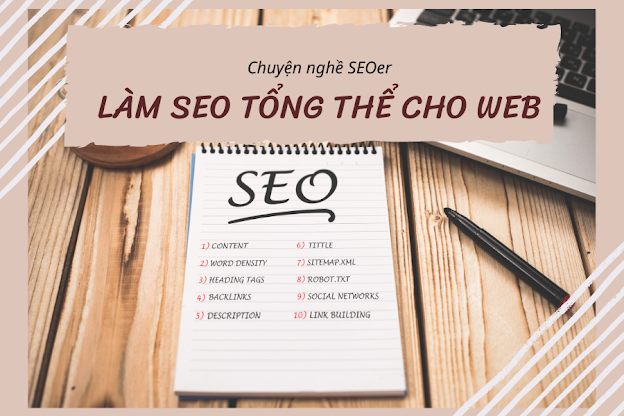 Chuyện nghề SEOer
LÀM SEO TỔNG THỂ CHO WEB
SEO
1) CONTENT
2) WORD DENSITY
3) HEADING TAGS
4) BACKLINKS
5) DESCRIPTION
6) TITTLE
7) SITEMAP.XML
8) ROBOT.TXT
9) SOCIAL NETWORKS
10) LINK BUILDING